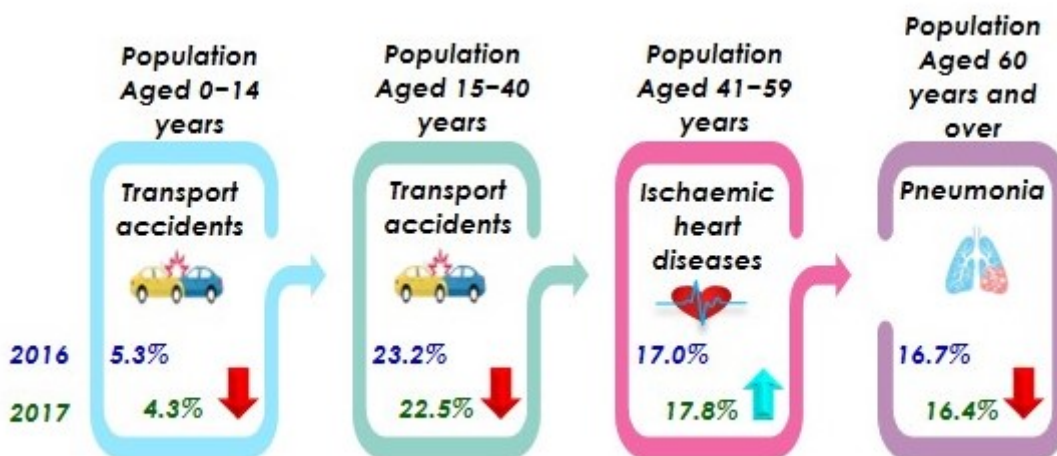 Population
Aged 0–14
years
Population
Aged 15–40
years
Population
Aged 41–59
years
Population
Aged 60
years and
over
Transport
accidents
Transport
accidents
Ischaemic
heart
diseases
Pneumonia
2016 5.3% 23.2% 17.0% 16.7%
2017 4.3% 22.5% 17.8% 16.4%